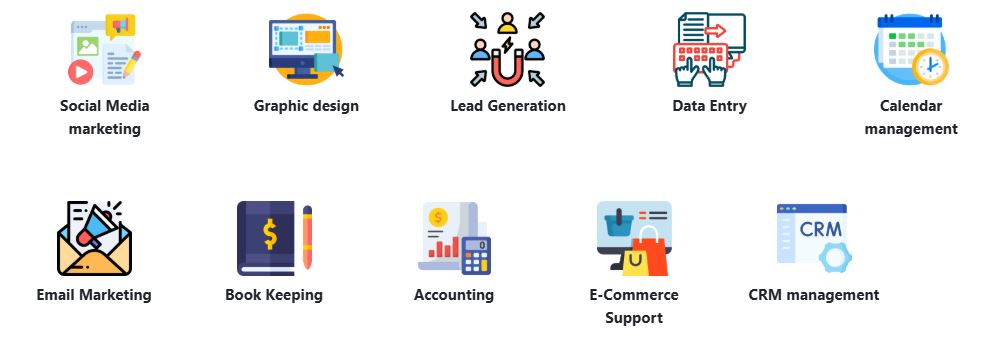 Social Media
marketing
Graphic design
Lead Generation
Data Entry
Calendar
management
$
$
0
CRM
Email Marketing
Book Keeping
Accounting
E-Commerce
Support
CRM management